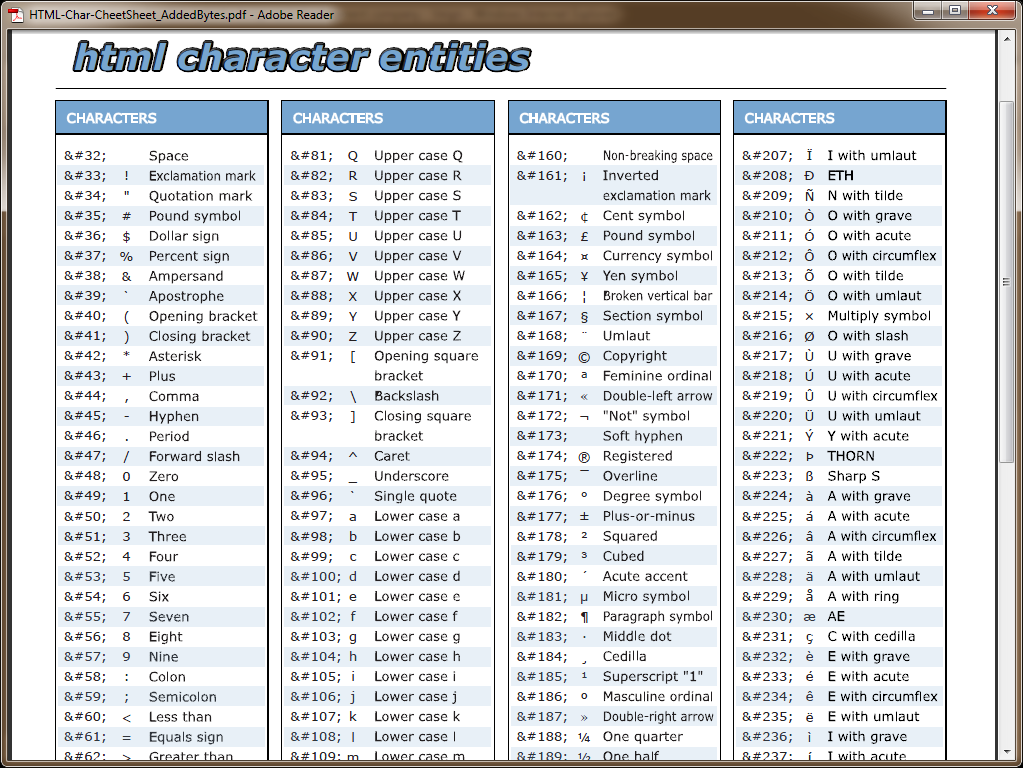 HTML-Char-CheetSheet_AddedBytes.pdf - Adobe Reader
html character entities
CHARACTERS
&#32; Space
&#33; ! Exclamation mark
&#34; " Quotation mark
&#35; # Pound symbol
&#36; $ Dollar sign
&#37; % Percent sign
&#38; & Ampersand
&#39; ` Apostrophe
&#40; ( Opening bracket
&#41; ) Closing bracket
&#42; * Asterisk
&#43; + Plus
&#44; , Comma
&#45; - Hyphen
&#46; . Period
&#47; / Forward slash
&#48; 0 Zero
&#49; 1 One
&#50; 2 Two
&#51; 3 Three
&#52; 4 Four
&#53; 5 Five
&#54; 6 Six
&#55; 7 Seven
&#56; 8 Eight
&#57; 9 Nine
&#58; : Colon
&#59; ; Semicolon
&#60; < Less than
&#61; = Equals sign
&#62; > Greater than
CHARACTERS
&#81; Q Upper case Q
&#82; R Upper case R
&#83; S Upper case S
&#84; T Upper case T
&#85; U Upper case U
&#86; V Upper case V
&#87; W Upper case W
&#88; X Upper case X
&#89; Y Upper case Y
&#90; Z Upper case Z
&#91; [ Opening square
bracket
&#92; \ Backslash
&#93; ] Closing square
bracket
&#94; ^ Caret
&#95; _ Underscore
&#96; ` Single quote
&#97; a Lower case a
&#98; b Lower case b
&#99; c Lower case c
&#100; d Lower case d
&#101; e Lower case e
&#102; f Lower case f
&#103; g Lower case g
&#104; h Lower case h
&#105; i Lower case i
&#106; j Lower case j
&#107; k Lower case k
&#108; l Lower case l
&#109; m Lower case m
CHARACTERS
&#160; Non-breaking space
&#161; ¡ Inverted
exclamation mark
&#162; ¢ Cent symbol
&#163; £ Pound symbol
&#164; ¤ Currency symbol
&#165; ¥ Yen symbol
&#166; ¦ Broken vertical bar
&#167; § Section symbol
&#168; ¨ Umlaut
&#169; © Copyright
&#170; ª Feminine ordinal
&#171; « Double-left arrow
&#172; ¬ "Not" symbol
&#173; Soft hyphen
&#174; ® Registered
&#175; ¯ Overline
&#176; º Degree symbol
&#177; ± Plus-or-minus
&#178; ² Squared
&#179; ³ Cubed
&#180; ´ Acute accent
&#181; µ Micro symbol
&#182; ¶ Paragraph symbol
&#183; · Middle dot
&#184; ¸ Cedilla
&#185; ¹ Superscript "1"
&#186; º Masculine ordinal
&#187; » Double-right arrow
&#188; ¼ One quarter
&#189; ½ One half
CHARACTERS
&#207; Ï I with umlaut
&#208; Ð ETH
&#209; Ñ N with tilde
&#210; Ò O with grave
&#211; Ó O with acute
&#212; Ô O with circumflex
&#213; Õ O with tilde
&#214; Ö O with umlaut
&#215; × Multiply symbol
&#216; Ø O with slash
&#217; Ù U with grave
&#218; Ú U with acute
&#219; Û U with circumflex
&#220; Ü U with umlaut
&#221; Ý Y with acute
&#222; Þ THORN
&#223; ß Sharp S
&#224; à A with grave
&#225; á A with acute
&#226; â A with circumflex
&#227; ã A with tilde
&#228; ä A with umlaut
&#229; å A with ring
&#230; æ AE
&#231; ç C with cedilla
&#232; è E with grave
&#233; é E with acute
&#234; ê E with circumflex
&#235; ë E with umlaut
&#236; ì I with grave
&#237; í I with acute